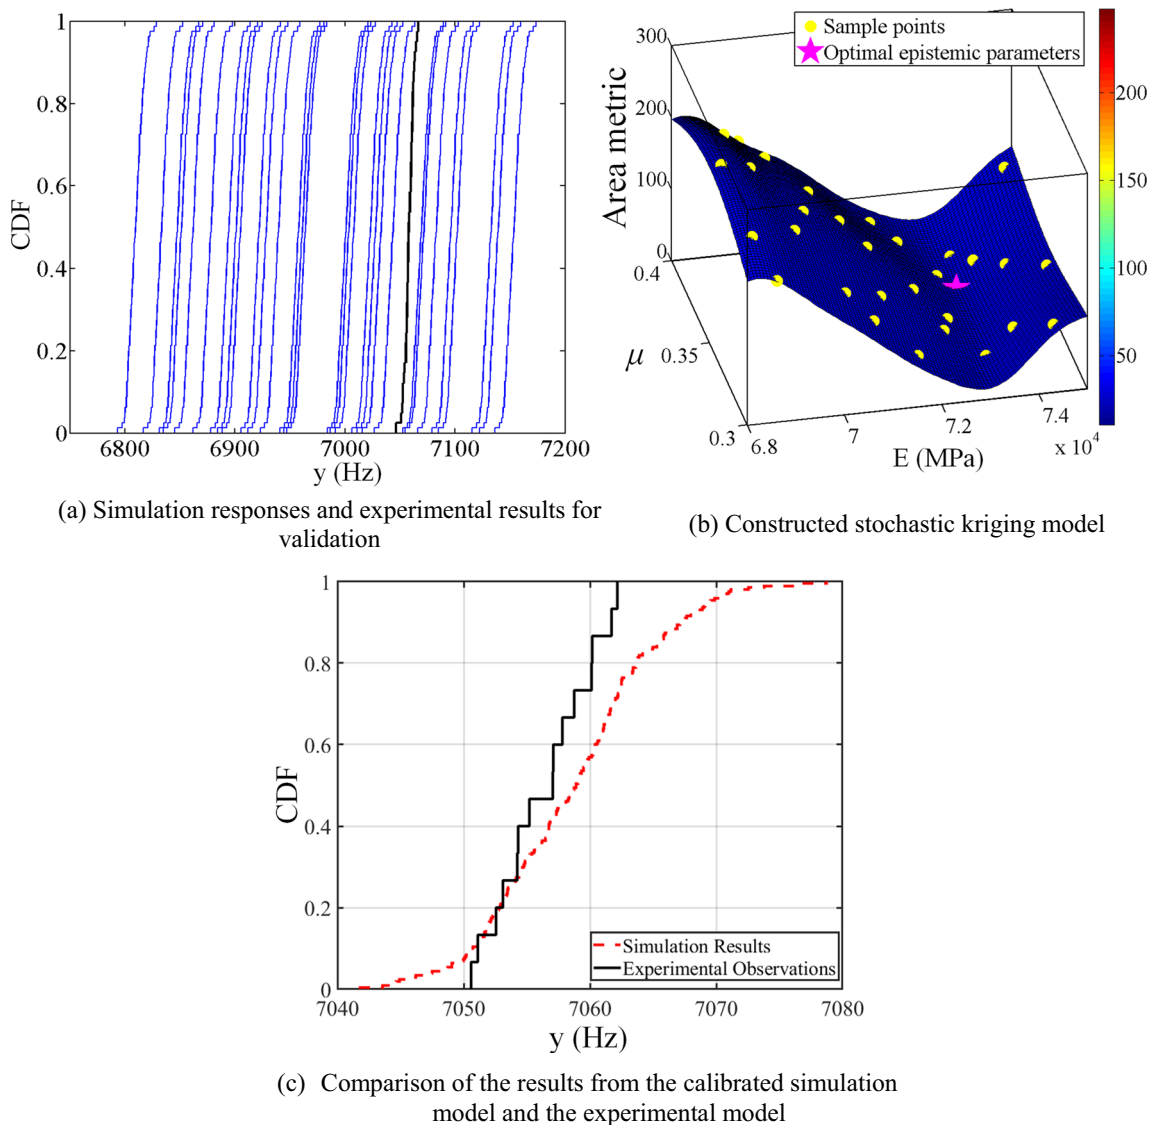 1
0.8
0.6
0.4
0.2
0
CDF
6800 6900 7000 7100 7200
y (Hz)
(a) Simulation responses and experimental results for
validation
Sample points
Optimal epistemic parameters
300
200
100
0
Area metric
0.4
0.35
0.3
μ
6.8 7 7.2 7.4
x 10⁴
E (MPa)
200
150
100
50
(b) Constructed stochastic kriging model
1
0.8
0.6
0.4
0.2
0
CDF
Simulation Results
Experimental Observations
7040 7050 7060 7070 7080
y (Hz)
(c) Comparison of the results from the calibrated simulation
model and the experimental model